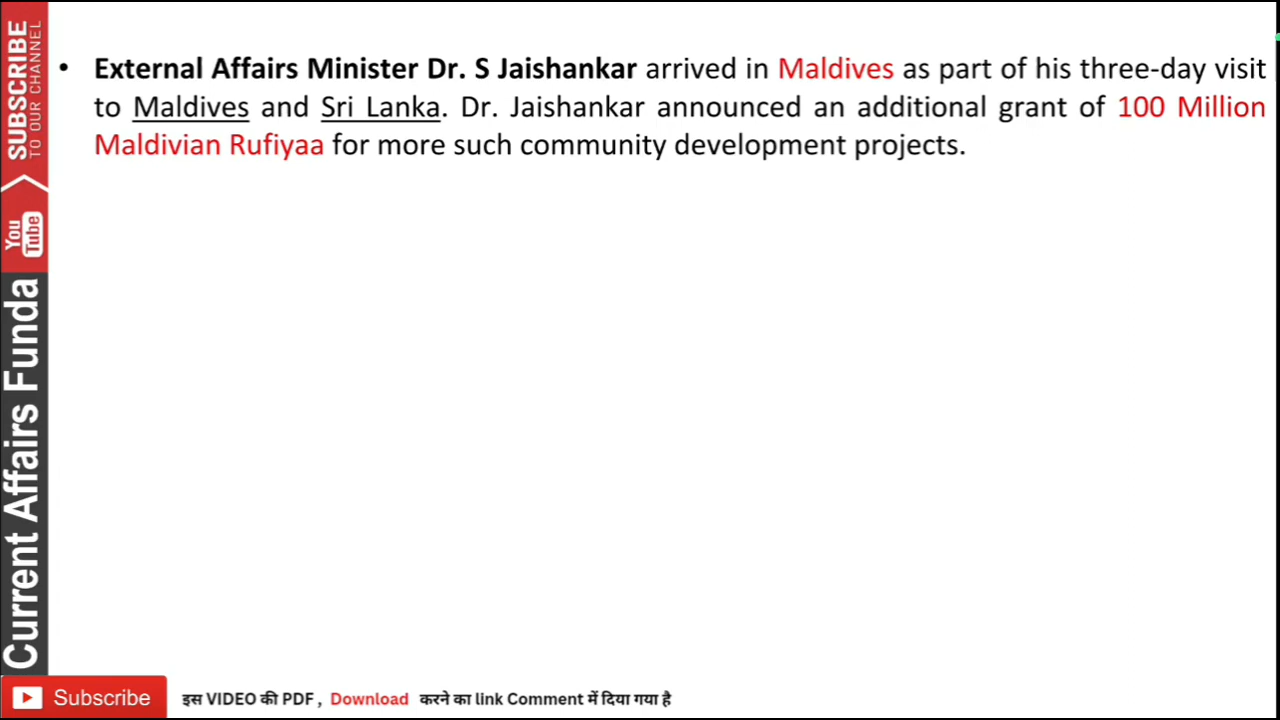 • External Affairs Minister Dr. S Jaishankar arrived in Maldives as part of his three-day visit
to Maldives and Sri Lanka. Dr. Jaishankar announced an additional grant of 100 Million
Maldivian Rufiyaa for more such community development projects.
SUBSCRIBE
TO OUR CHANNEL
You
Tube
Current Affairs Funda
Subscribe
इस VIDEO की PDF , Download करने का link Comment में दिया गया है